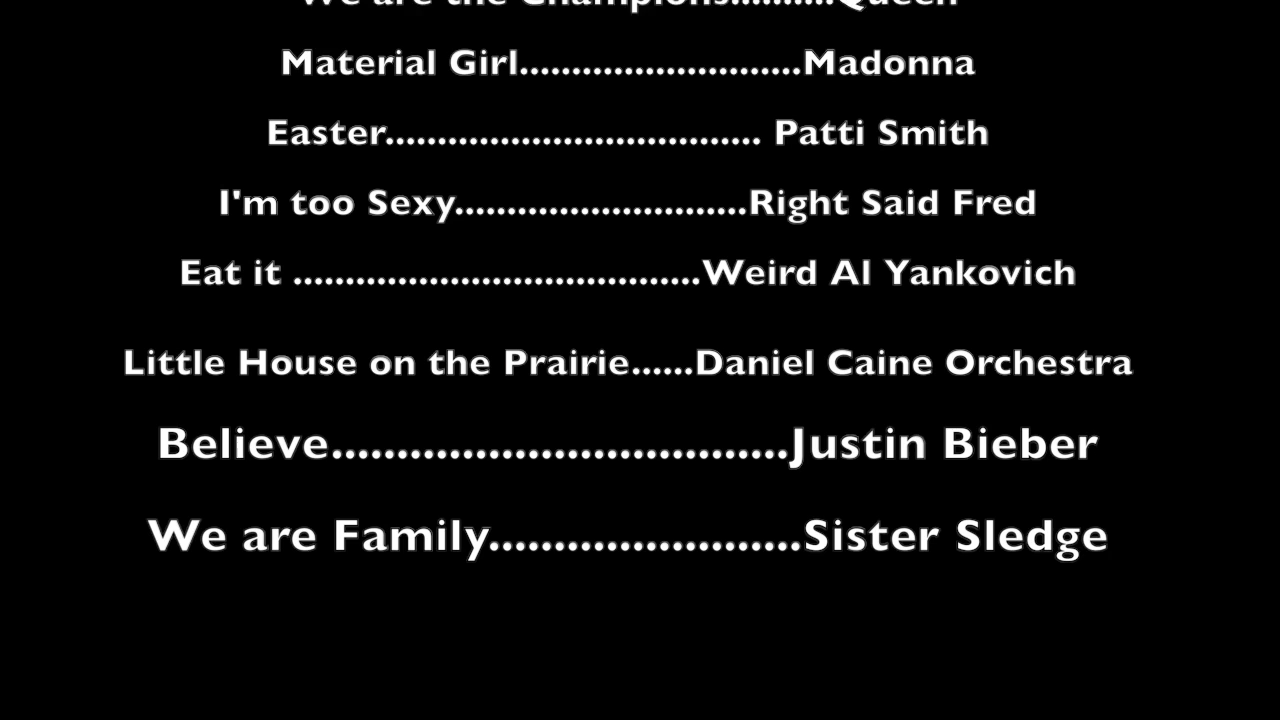 We are the Champions..........Queen
Material Girl...........................Madonna
Easter.................................... Patti Smith
I'm too Sexy............................Right Said Fred
Eat it .......................................Weird Al Yankovich
Little House on the Prairie......Daniel Caine Orchestra
Believe...................................Justin Bieber
We are Family........................Sister Sledge